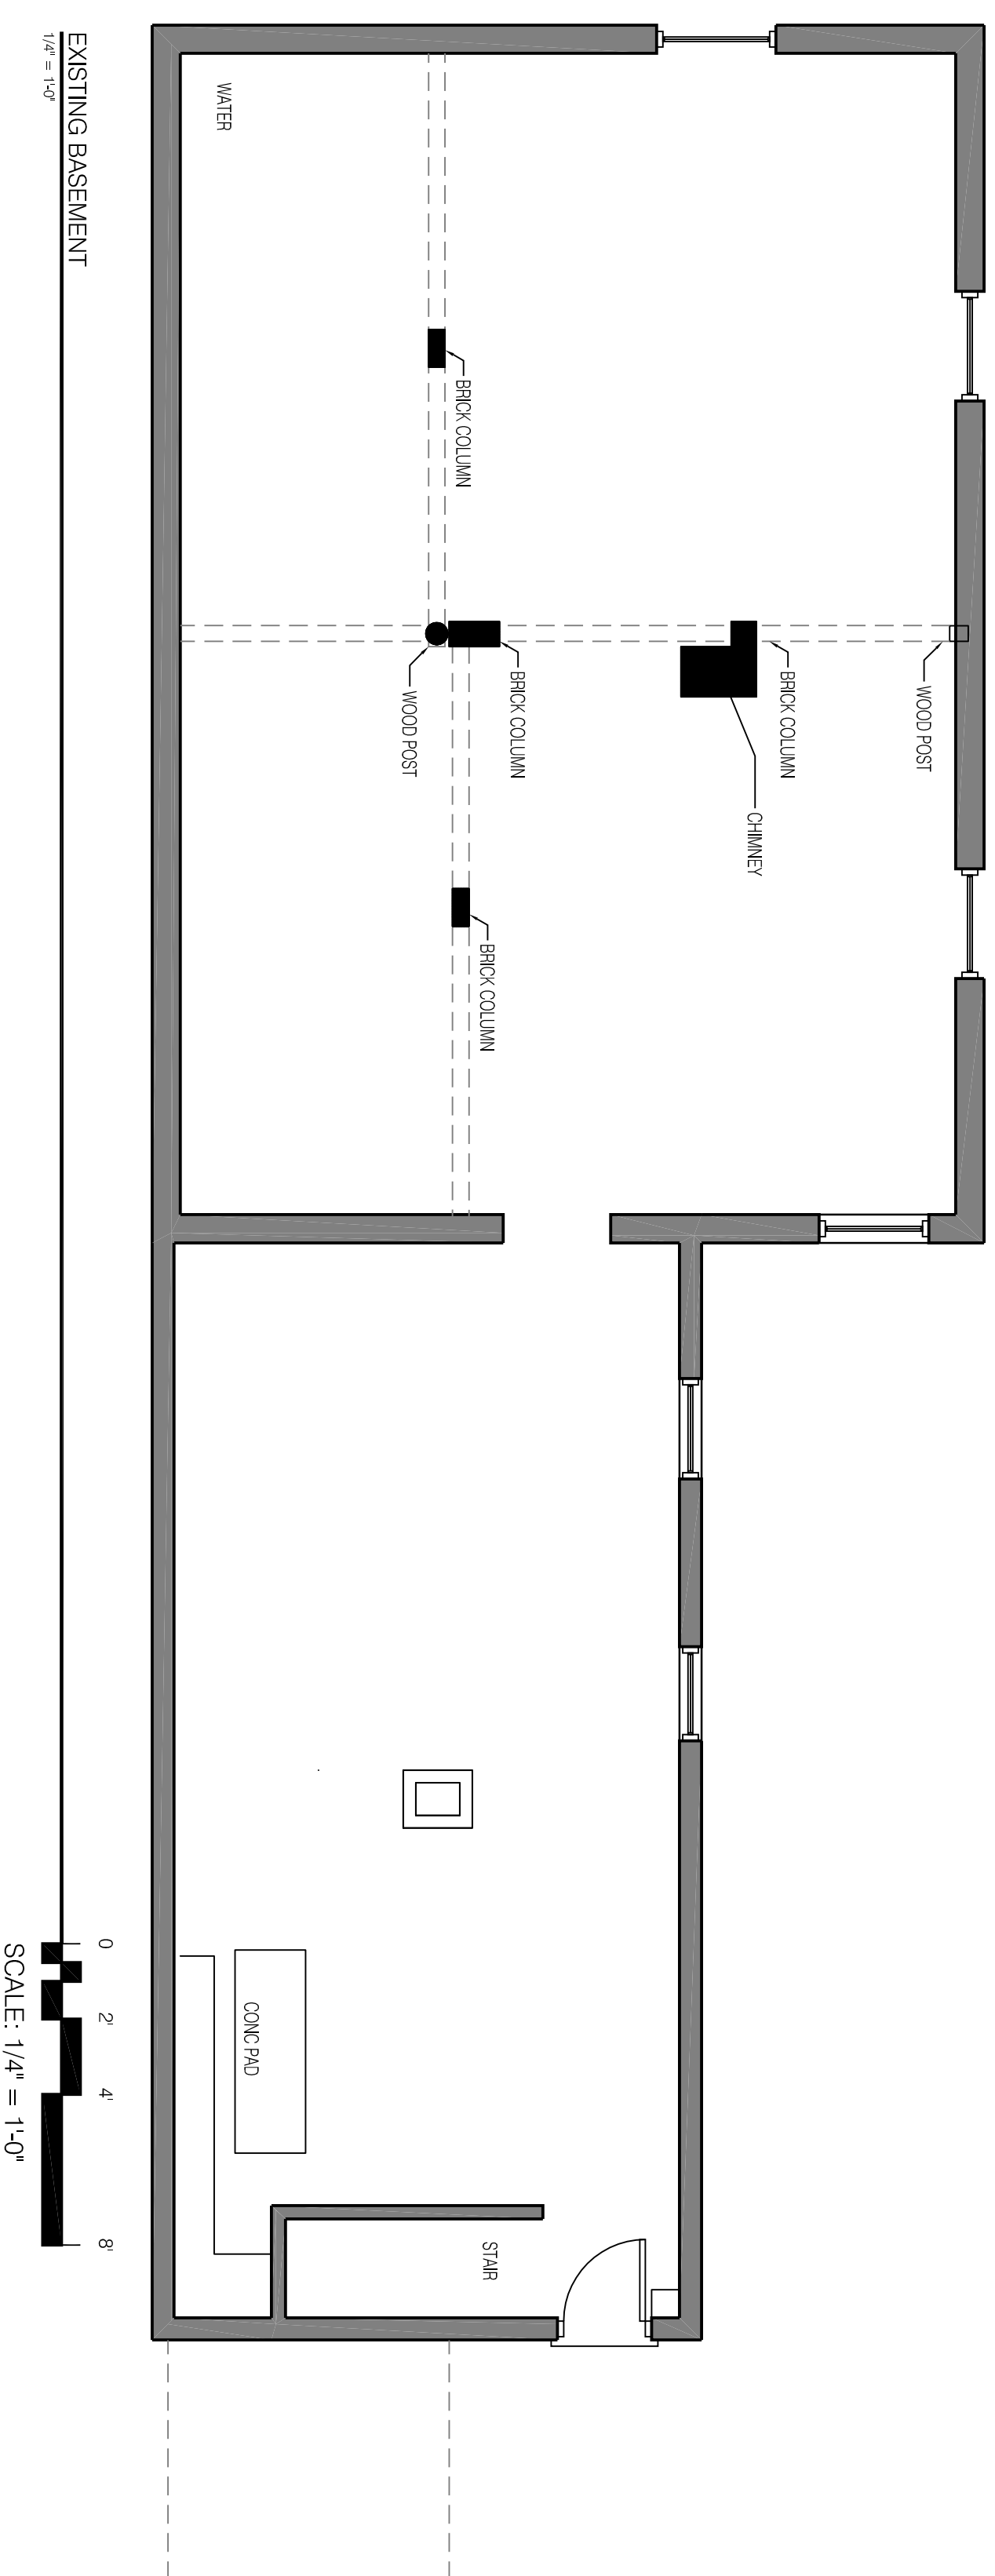 WOOD POST
BRICK COLUMN
CHIMNEY
BRICK COLUMN
BRICK COLUMN
BRICK COLUMN
WOOD POST
WATER
STAIR
CONC PAD
EXISTING BASEMENT
1/4" = 1'-0"
0
2'
4'
8'
SCALE: 1/4" = 1'-0"